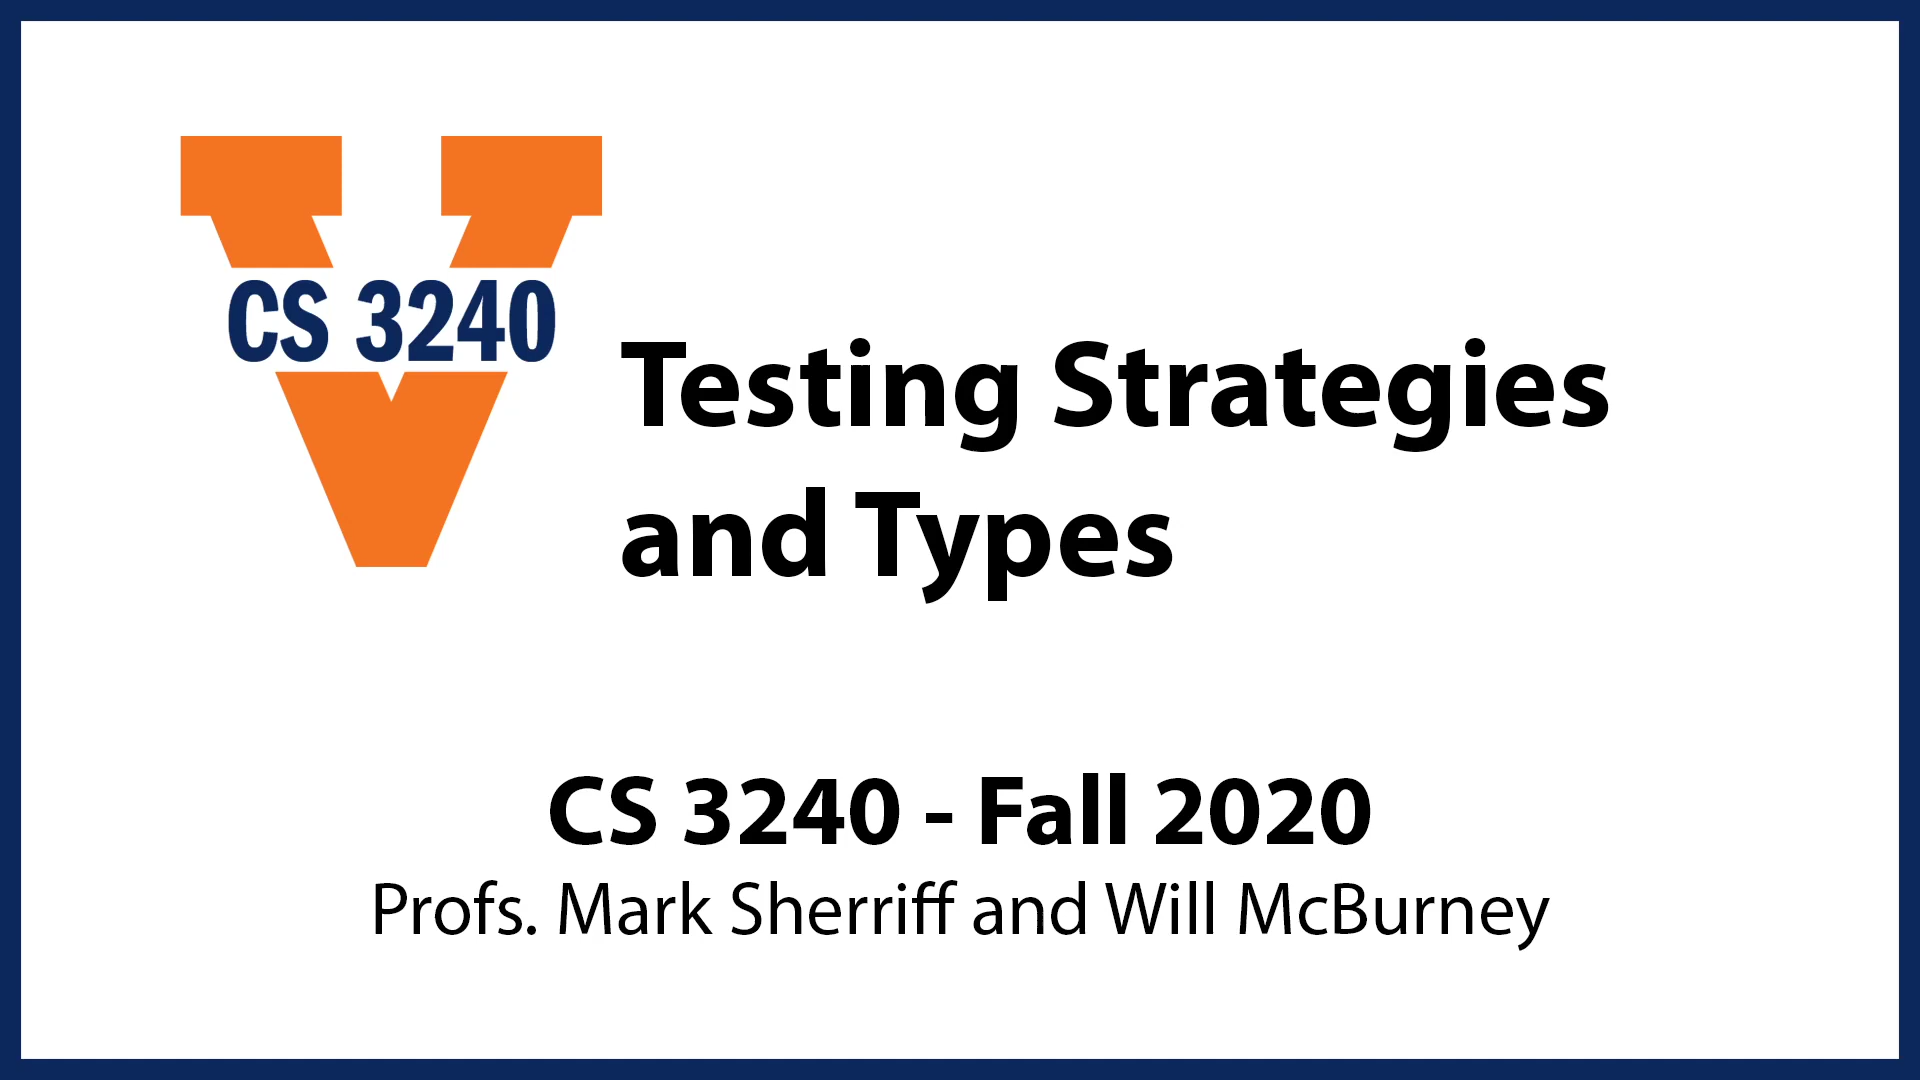 CS 3240
Testing Strategies
and Types
CS 3240 - Fall 2020
Profs. Mark Sherriff and Will McBurney